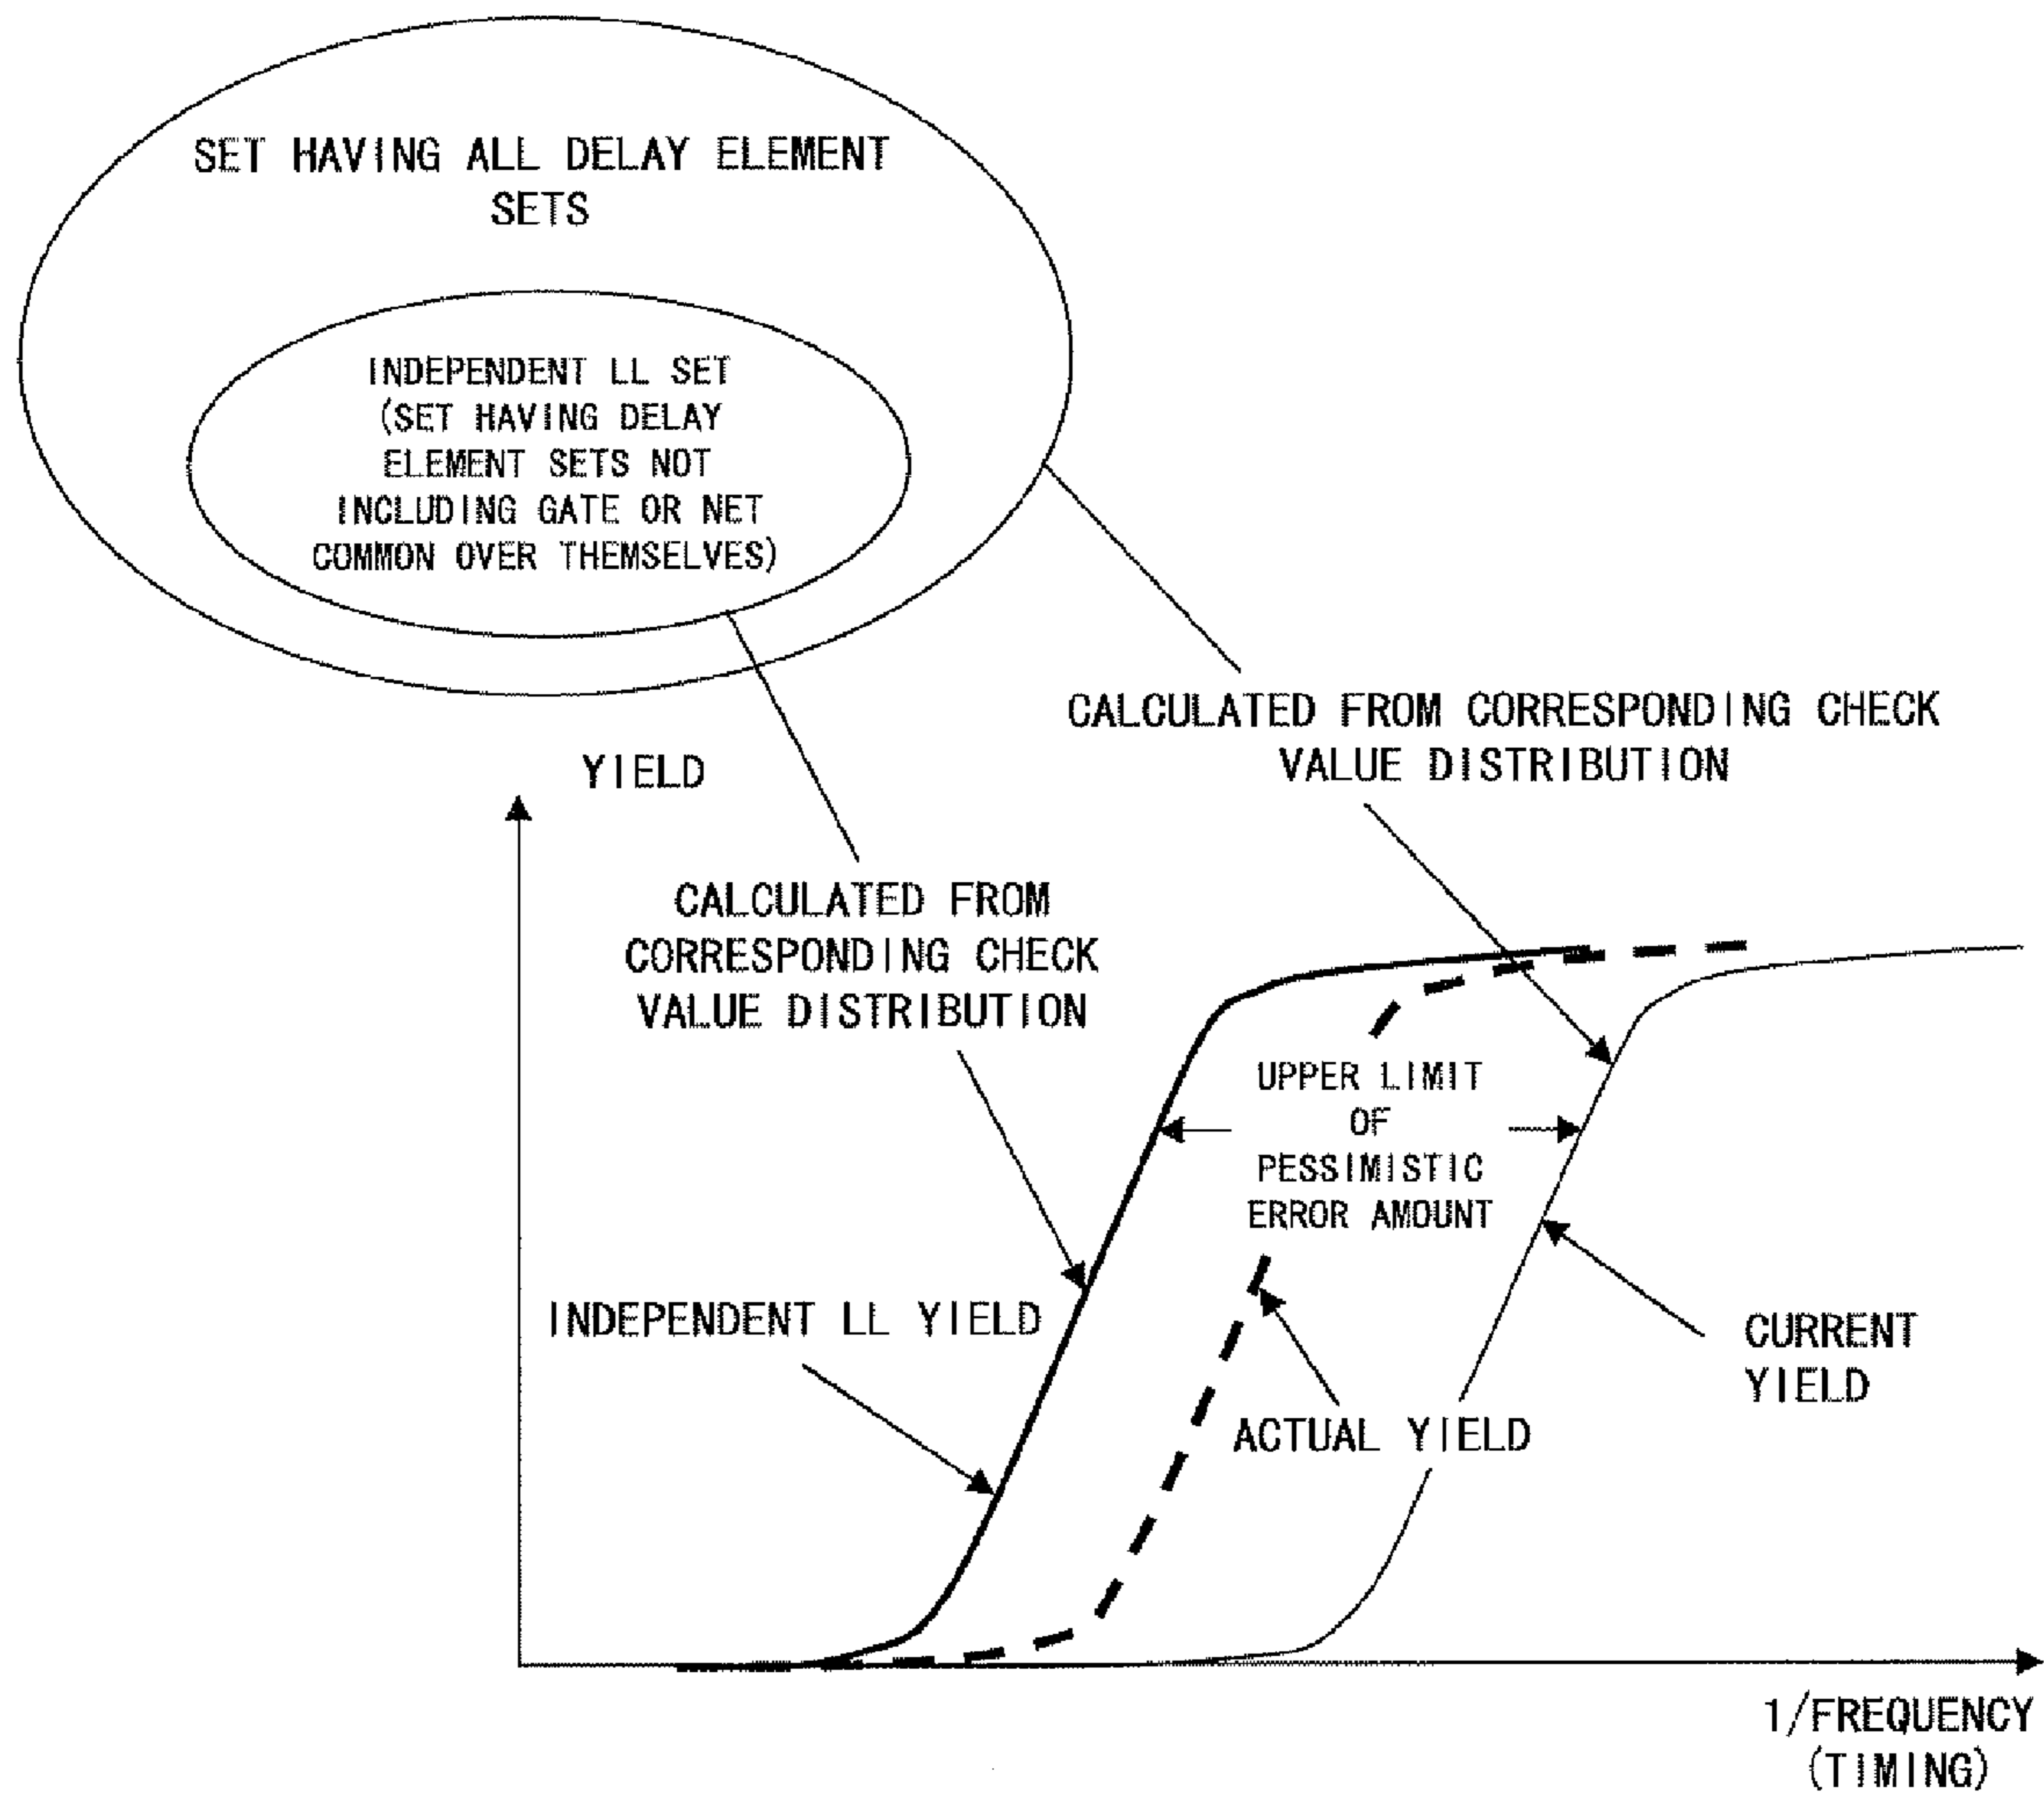 SET HAVING ALL DELAY ELEMENT
SETS
INDEPENDENT LL SET
(SET HAVING DELAY
ELEMENT SETS NOT
INCLUDING GATE OR NET
COMMON OVER THEMSELVES)
CALCULATED FROM CORRESPONDING CHECK
VALUE DISTRIBUTION
YIELD
CALCULATED FROM
CORRESPONDING CHECK
VALUE DISTRIBUTION
UPPER LIMIT
OF
PESSIMISTIC
ERROR AMOUNT
INDEPENDENT LL YIELD
CURRENT
YIELD
ACTUAL YIELD
1/FREQUENCY
(TIMING)